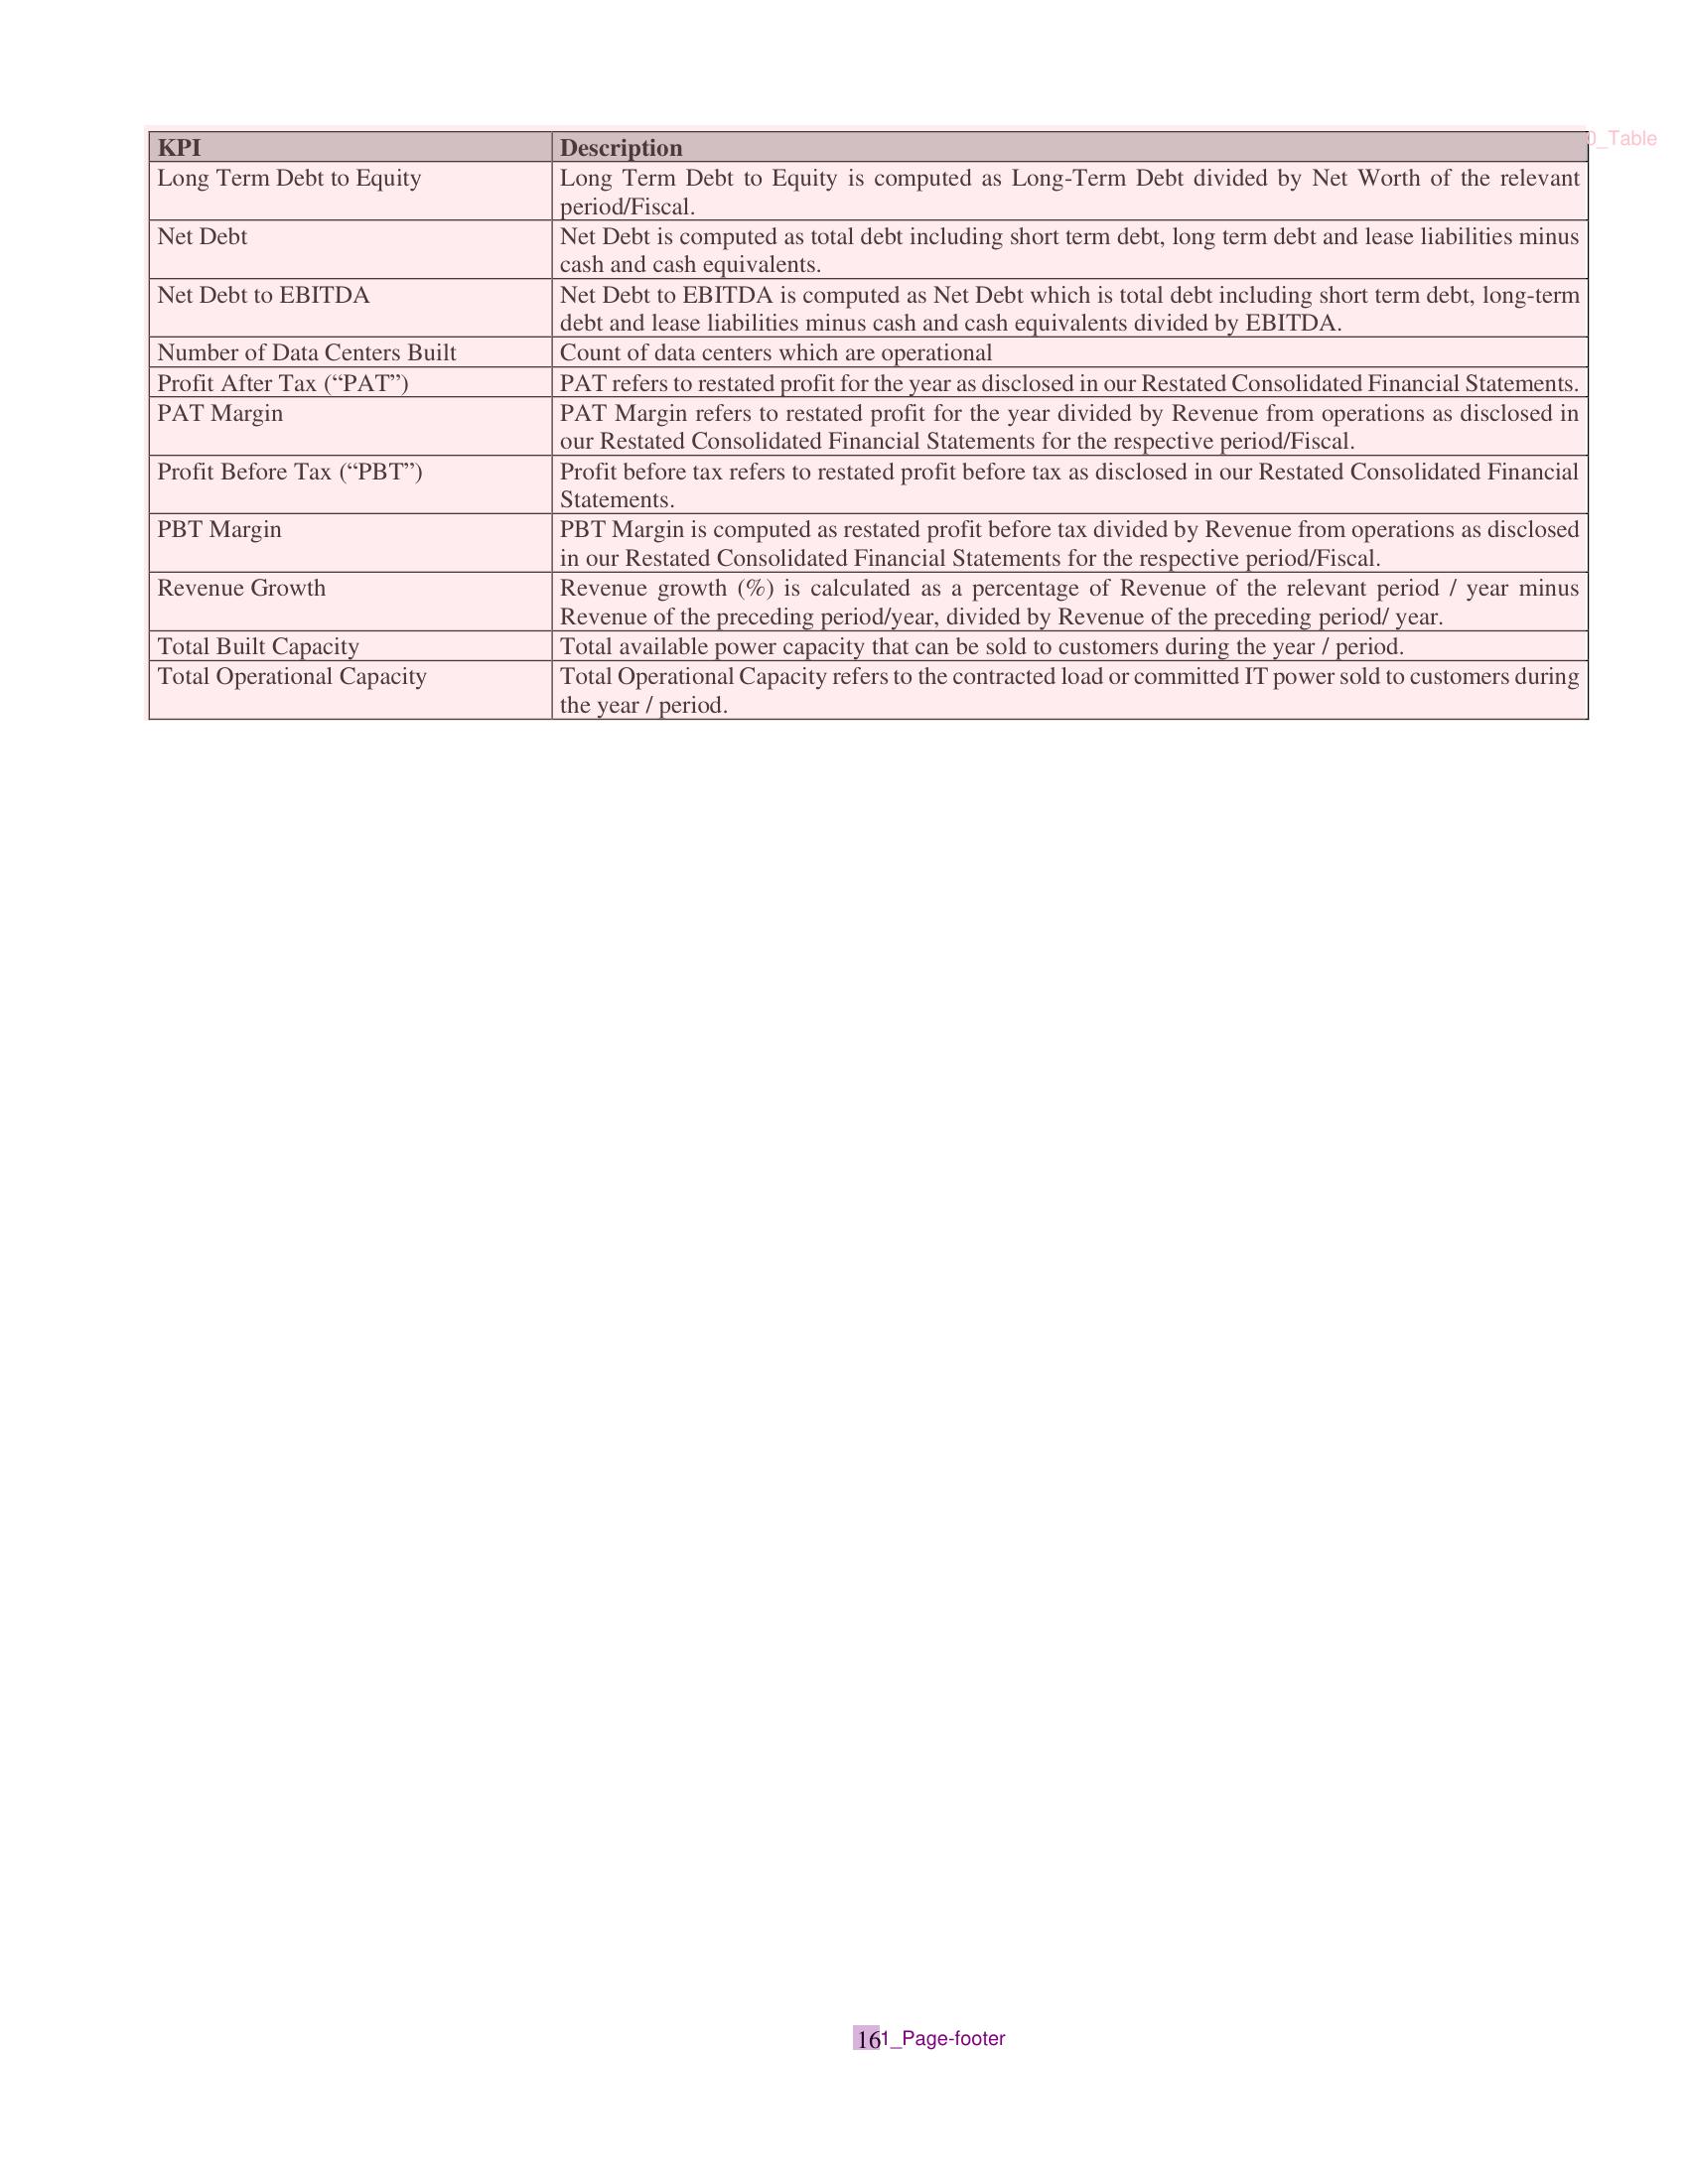 KPI Description
0_Table
Long Term Debt to Equity Long Term Debt to Equity is computed as Long-Term Debt divided by Net Worth of the relevant
period/Fiscal.
Net Debt Net Debt is computed as total debt including short term debt, long term debt and lease liabilities minus
cash and cash equivalents.
Net Debt to EBITDA Net Debt to EBITDA is computed as Net Debt which is total debt including short term debt, long-term
debt and lease liabilities minus cash and cash equivalents divided by EBITDA.
Number of Data Centers Built Count of data centers which are operational
Profit After Tax (“PAT”) PAT refers to restated profit for the year as disclosed in our Restated Consolidated Financial Statements.
PAT Margin PAT Margin refers to restated profit for the year divided by Revenue from operations as disclosed in
our Restated Consolidated Financial Statements for the respective period/Fiscal.
Profit Before Tax (“PBT”) Profit before tax refers to restated profit before tax as disclosed in our Restated Consolidated Financial
Statements.
PBT Margin PBT Margin is computed as restated profit before tax divided by Revenue from operations as disclosed
in our Restated Consolidated Financial Statements for the respective period/Fiscal.
Revenue Growth Revenue growth (%) is calculated as a percentage of Revenue of the relevant period / year minus
Revenue of the preceding period/year, divided by Revenue of the preceding period/ year.
Total Built Capacity Total available power capacity that can be sold to customers during the year / period.
Total Operational Capacity Total Operational Capacity refers to the contracted load or committed IT power sold to customers during
the year / period.
16
1_Page-footer